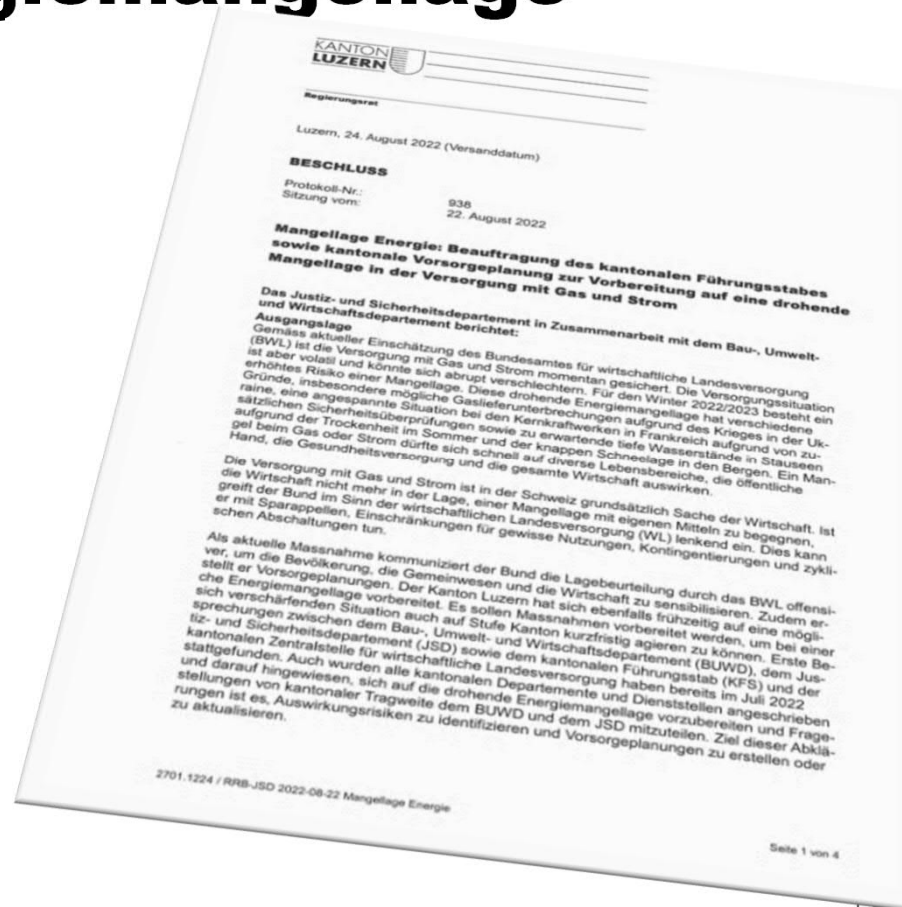 KANTON
LUZERN
Regierungsrat
Luzern, 24. August 2022 (Versanddatum)
BESCHLUSS
Protokoll-Nr.: 938
Sitzung vom: 22. August 2022
Mangellage Energie: Beauftragung des kantonalen Führungsstabes
sowie kantonale Vorsorgeplanung zur Vorbereitung auf eine drohende
Mangellage in der Versorgung mit Gas und Strom
Das Justiz- und Sicherheitsdepartement in Zusammenarbeit mit dem Bau-, Umwelt-
und Wirtschaftsdepartement berichtet:
Ausgangslage
Gemäss aktueller Einschätzung des Bundesamtes für wirtschaftliche Landesversorgung
(BWL) ist die Versorgung mit Gas und Strom momentan gesichert. Die Versorgungssituation
ist aber volatil und könnte sich abrupt verschlechtern. Für den Winter 2022/2023 besteht ein
erhöhtes Risiko einer Mangellage. Diese drohende Energiemangellage hat verschiedene
Gründe, insbesondere mögliche Gaslieferunterbrechungen aufgrund des Krieges in der Uk-
raine, eine angespannte Situation bei den Kernkraftwerken in Frankreich aufgrund von zu-
sätzlichen Sicherheitsüberprüfungen sowie zu erwartende tiefe Wasserstände in Stauseen
aufgrund der Trockenheit im Sommer und der knappen Schneelage in den Bergen. Ein Man-
gel beim Gas oder Strom dürfte sich schnell auf diverse Lebensbereiche, die öffentliche
Hand, die Gesundheitsversorgung und die gesamte Wirtschaft auswirken.
Die Versorgung mit Gas und Strom ist in der Schweiz grundsätzlich Sache der Wirtschaft. Ist
die Wirtschaft nicht mehr in der Lage, einer Mangellage mit eigenen Mitteln zu begegnen,
greift der Bund im Sinn der wirtschaftlichen Landesversorgung (WL) lenkend ein. Dies kann
er mit Sparappellen, Einschränkungen für gewisse Nutzungen, Kontingentierungen und zykli-
schen Abschaltungen tun.
Als aktuelle Massnahme kommuniziert der Bund die Lagebeurteilung durch das BWL offensi-
ver, um die Bevölkerung, die Gemeinwesen und die Wirtschaft zu sensibilisieren. Zudem er-
stellt er Vorsorgeplanungen. Der Kanton Luzern hat sich ebenfalls frühzeitig auf eine mögli-
che Energiemangellage vorbereitet. Es sollen Massnahmen vorbereitet werden, um bei einer
sich verschärfenden Situation auch auf Stufe Kanton kurzfristig agieren zu können. Erste Be-
sprechungen zwischen dem Bau-, Umwelt- und Wirtschaftsdepartement (BUWD), dem Jus-
tiz- und Sicherheitsdepartement (JSD) sowie dem kantonalen Führungsstab (KFS) und der
kantonalen Zentralstelle für wirtschaftliche Landesversorgung haben bereits im Juli 2022
stattgefunden. Auch wurden alle kantonalen Departemente und Dienststellen angeschrieben
und darauf hingewiesen, sich auf die drohende Energiemangellage vorzubereiten und Frage-
stellungen von kantonaler Tragweite dem BUWD und dem JSD mitzuteilen. Ziel dieser Abklä-
rungen ist es, Auswirkungsrisiken zu identifizieren und Vorsorgeplanungen zu erstellen oder
zu aktualisieren.
2701.1224 / RRB-JSD 2022-08-22 Mangellage Energie
Seite 1 von 4